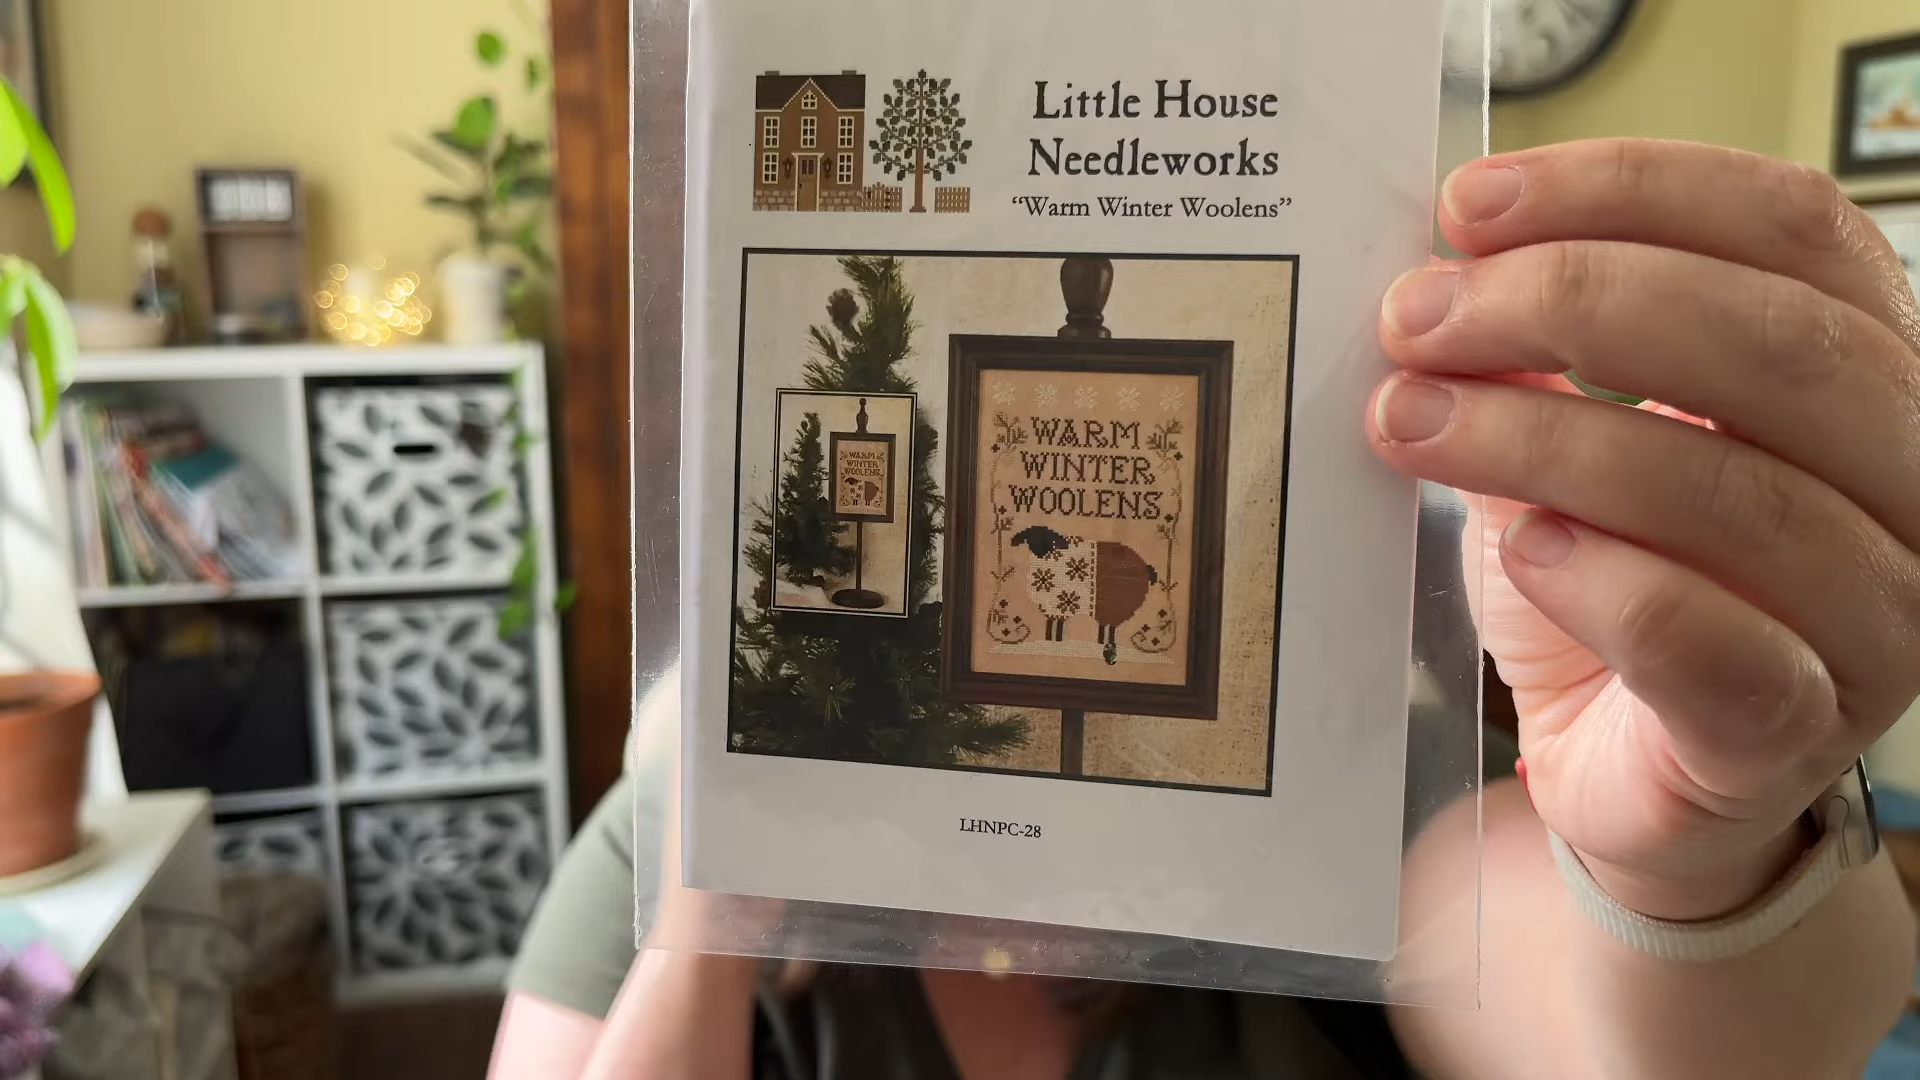 Little House
Needleworks
“Warm Winter Woolens”
WARM
WINTER
WOOLENS
WARM
WINTER
WOOLENS
LHNPC-28